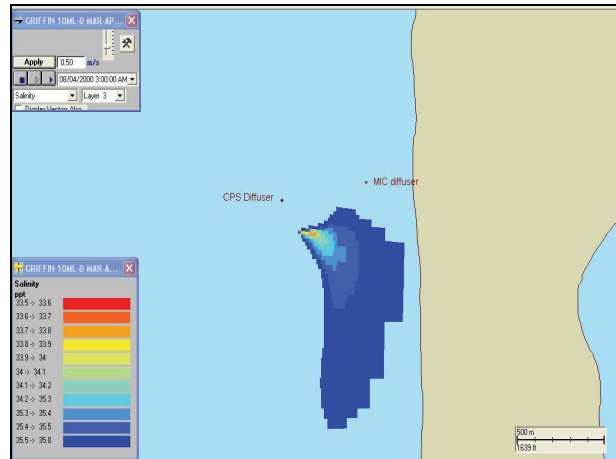 GRIFFIN 10ML-D MAR-AP...
Apply 0.50 m/s
08/04/2000 3:00:00 AM
Salinity Layer 3
Display Vectors Also
MIC diffuser
CPS Diffuser
GRIFFIN 10ML-D MAR-A...
Salinity
ppt
33.5 -> 33.6
33.6 -> 33.7
33.7 -> 33.8
33.8 -> 33.9
33.9 -> 34
34 -> 34.1
34.1 -> 34.2
34.2 -> 35.3
35.3 -> 35.4
35.4 -> 35.5
35.5 -> 35.8
500 m
1639 ft